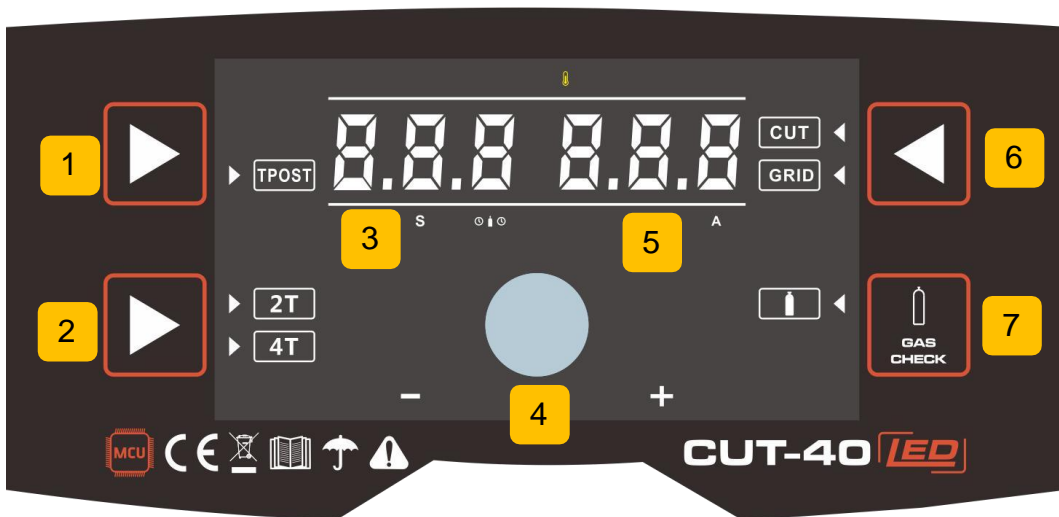 1
TPOST
8.8.8 8.8.8
CUT
GRID
6
3
S
5
A
2
2T
4T
4
- +
GAS
CHECK
7
MCU
CE
CUT-40 LED